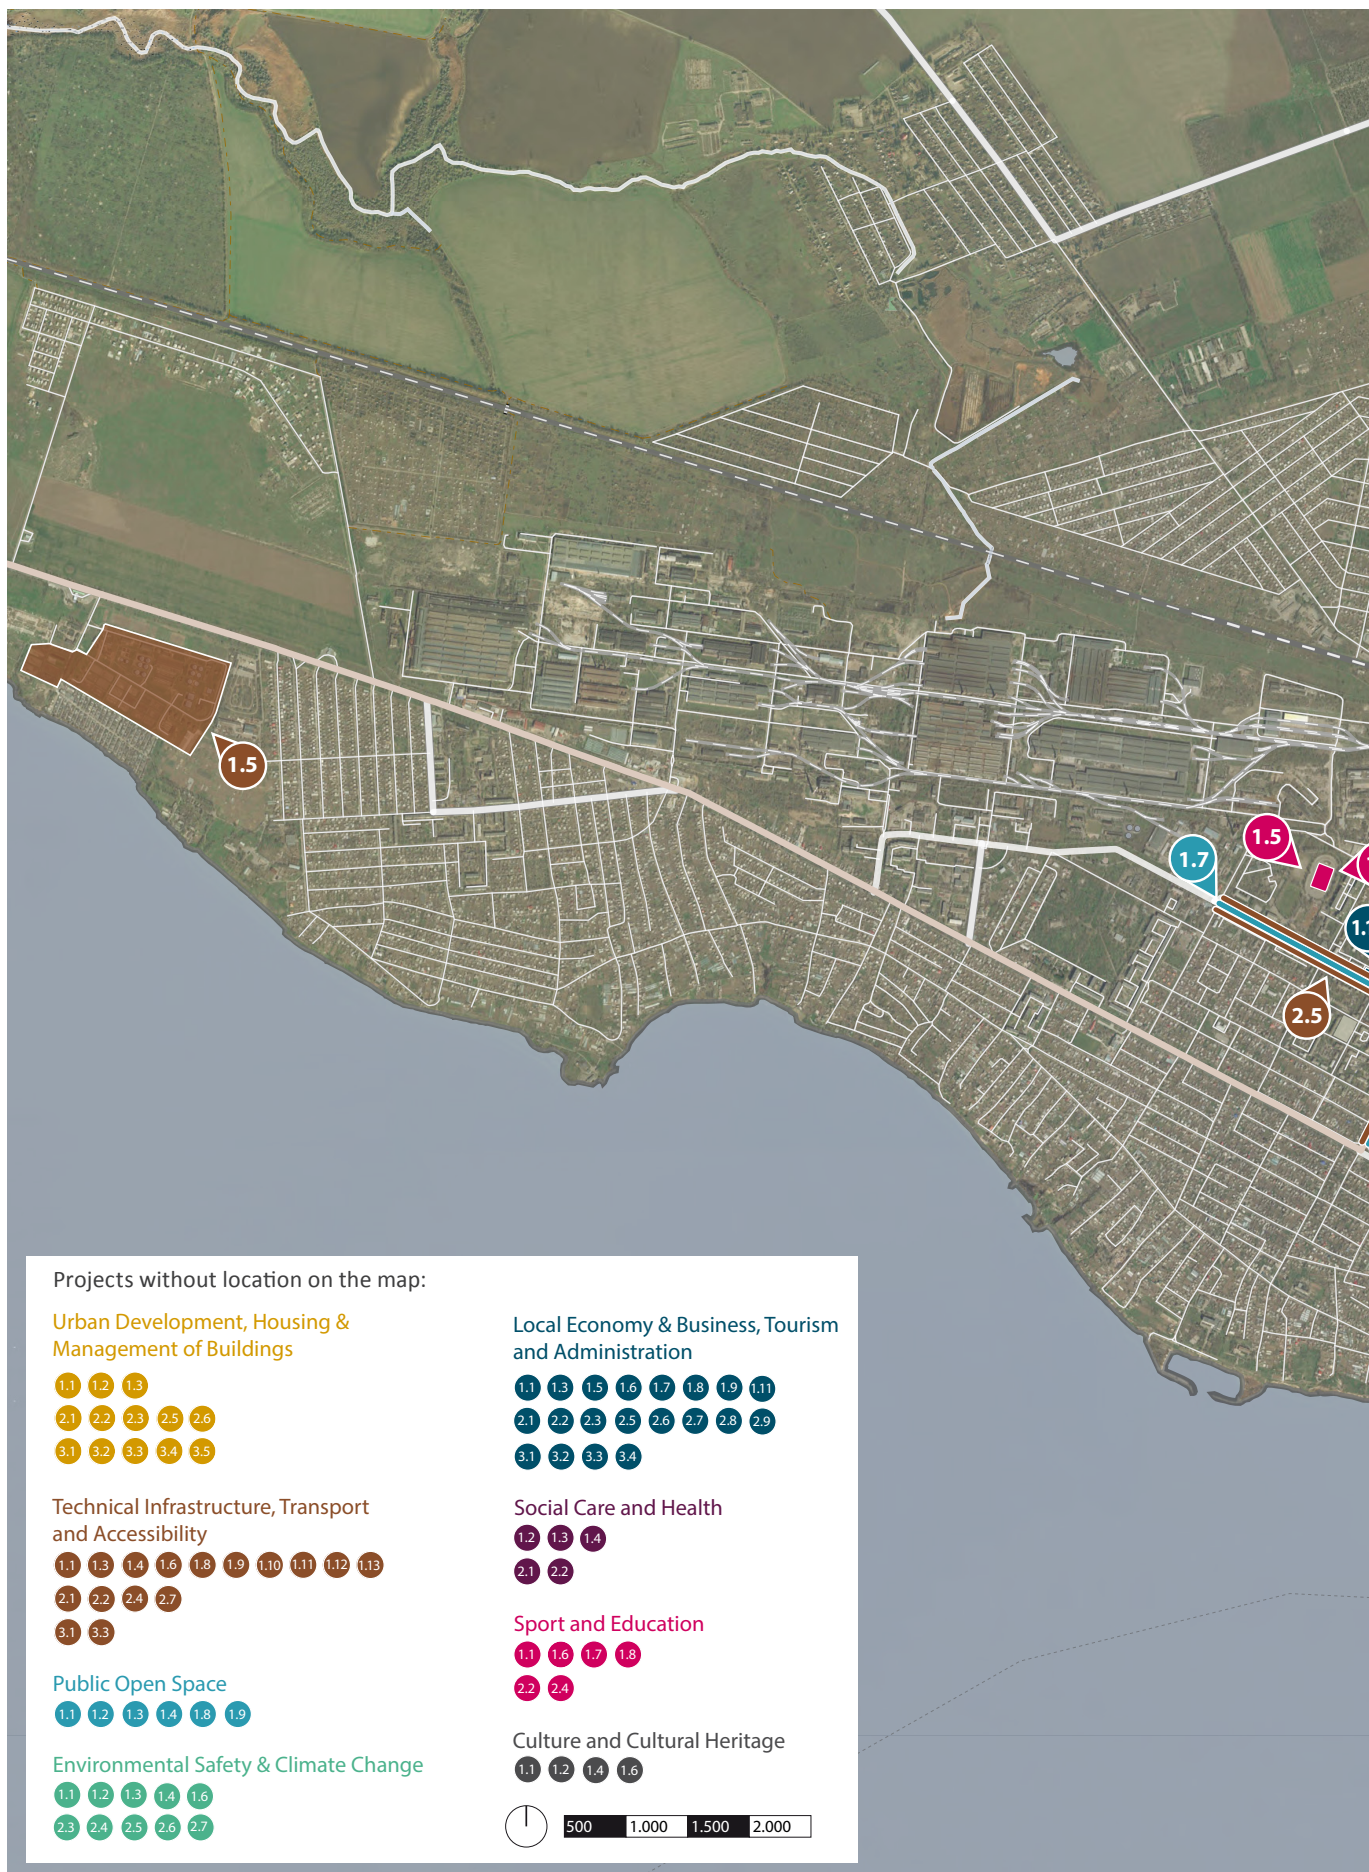 1.5
1.5
1.7
2.5
Projects without location on the map:
Urban Development, Housing &
Management of Buildings
1.1 1.2 1.3
2.1 2.2 2.3 2.5 2.6
3.1 3.2 3.3 3.4 3.5
Technical Infrastructure, Transport
and Accessibility
1.1 1.3 1.4 1.6 1.8 1.9 1.10 1.11 1.12 1.13
2.1 2.2 2.4 2.7
3.1 3.3
Public Open Space
1.1 1.2 1.3 1.4 1.8 1.9
Environmental Safety & Climate Change
1.1 1.2 1.3 1.4 1.6
2.3 2.4 2.5 2.6 2.7
Local Economy & Business, Tourism
and Administration
1.1 1.3 1.5 1.6 1.7 1.8 1.9 1.11
2.1 2.2 2.3 2.5 2.6 2.7 2.8 2.9
3.1 3.2 3.3 3.4
Social Care and Health
1.2 1.3 1.4
2.1 2.2
Sport and Education
1.1 1.6 1.7 1.8
2.2 2.4
Culture and Cultural Heritage
1.1 1.2 1.4 1.6
500 1.000 1.500 2.000